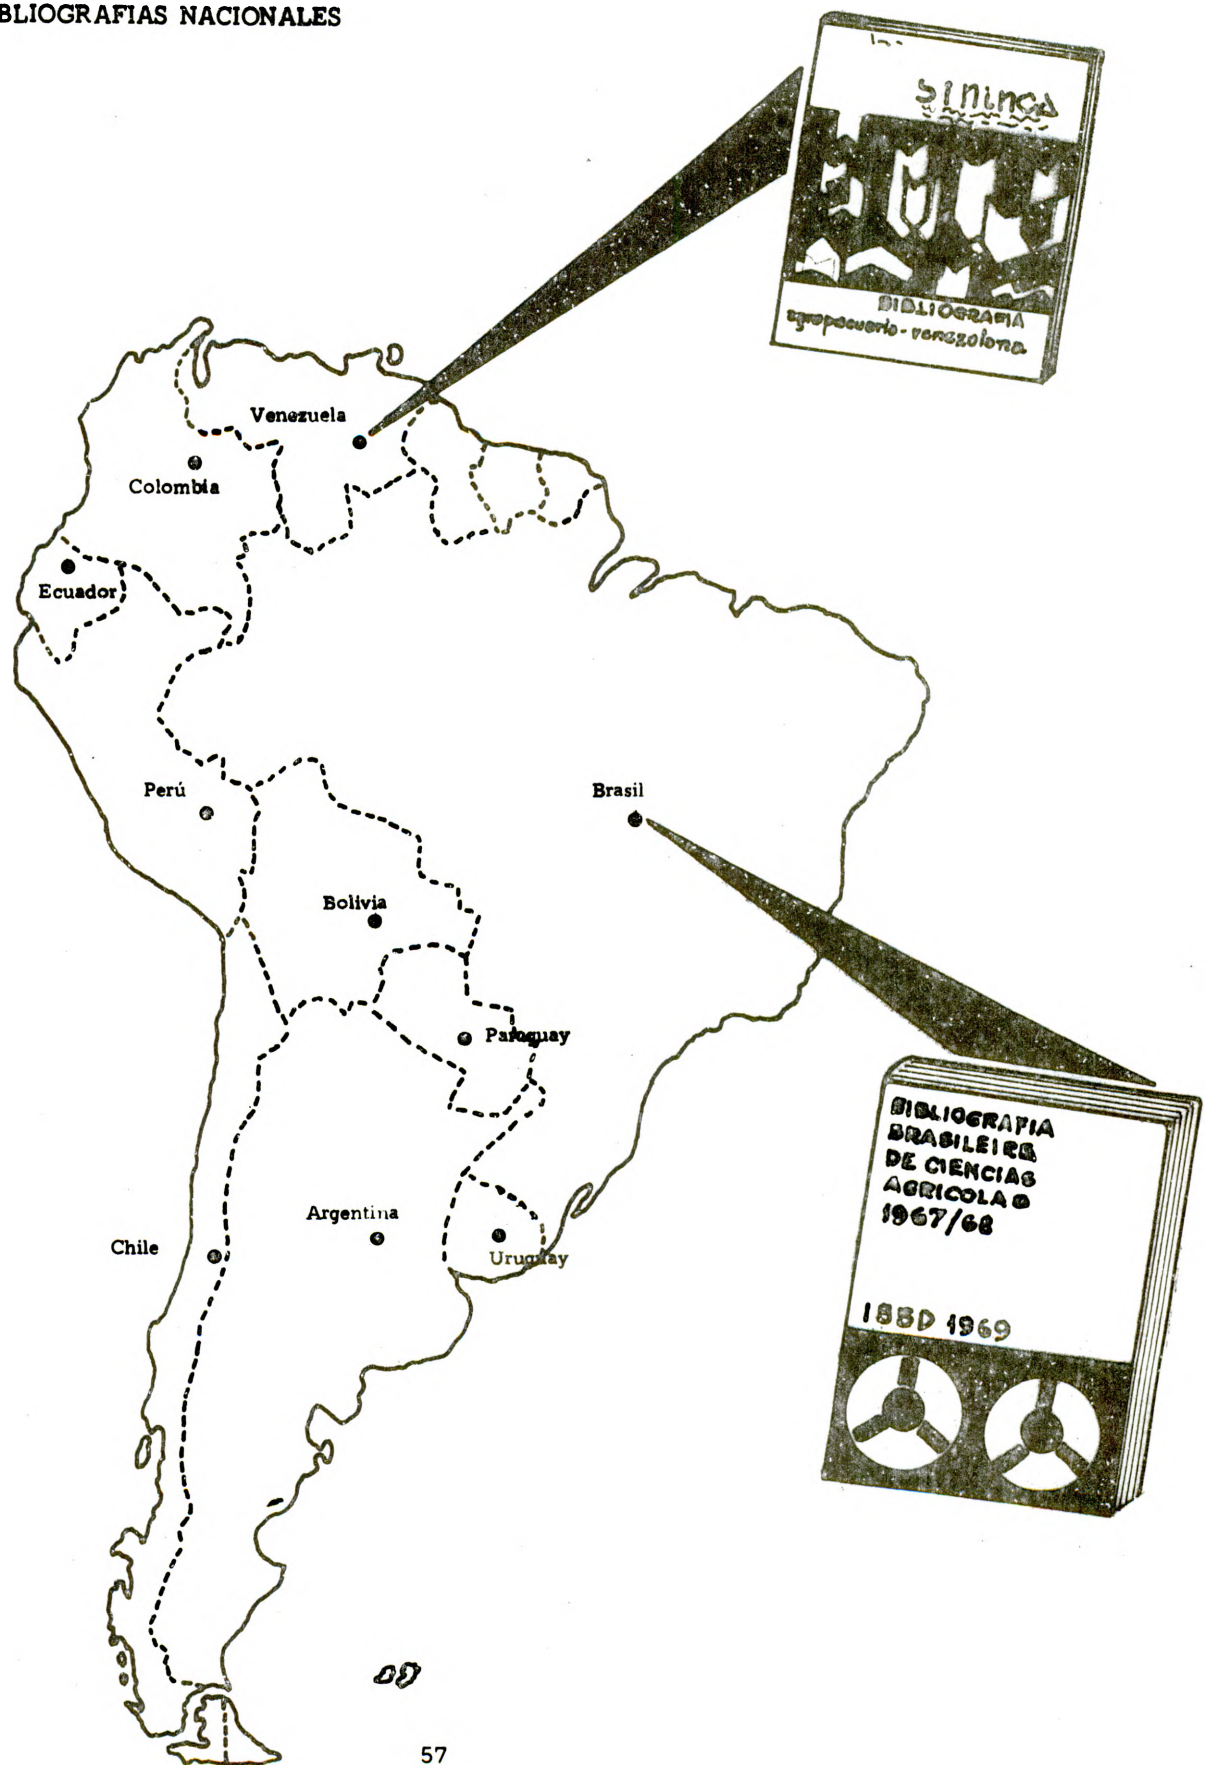 BLIOGRAFIAS NACIONALES
SININCA
BIBLIOGRAFIA
agropecuaria-venezolana
Venezuela
Colombia
Ecuador
Perú
Brasil
Bolivia
Paraguay
BIBLIOGRAFIA
BRASILEIRA
DE CIENCIAS
AGRICOLAS
1967/68
Argentina
Chile
Uruguay
1969
57